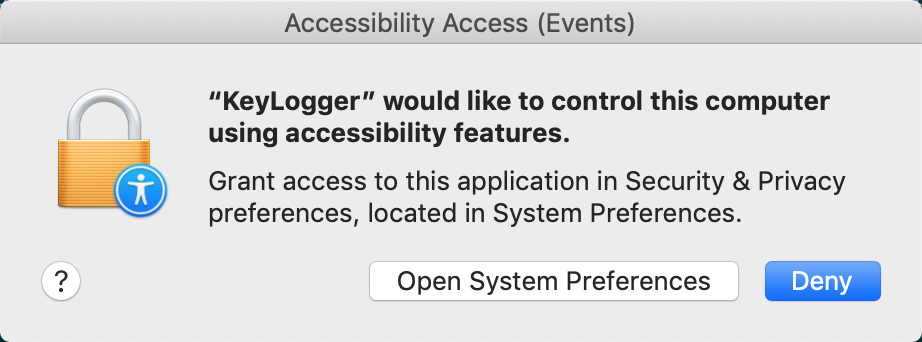 Accessibility Access (Events)
“KeyLogger” would like to control this computer
using accessibility features.
Grant access to this application in Security & Privacy
preferences, located in System Preferences.
?
Open System Preferences
Deny